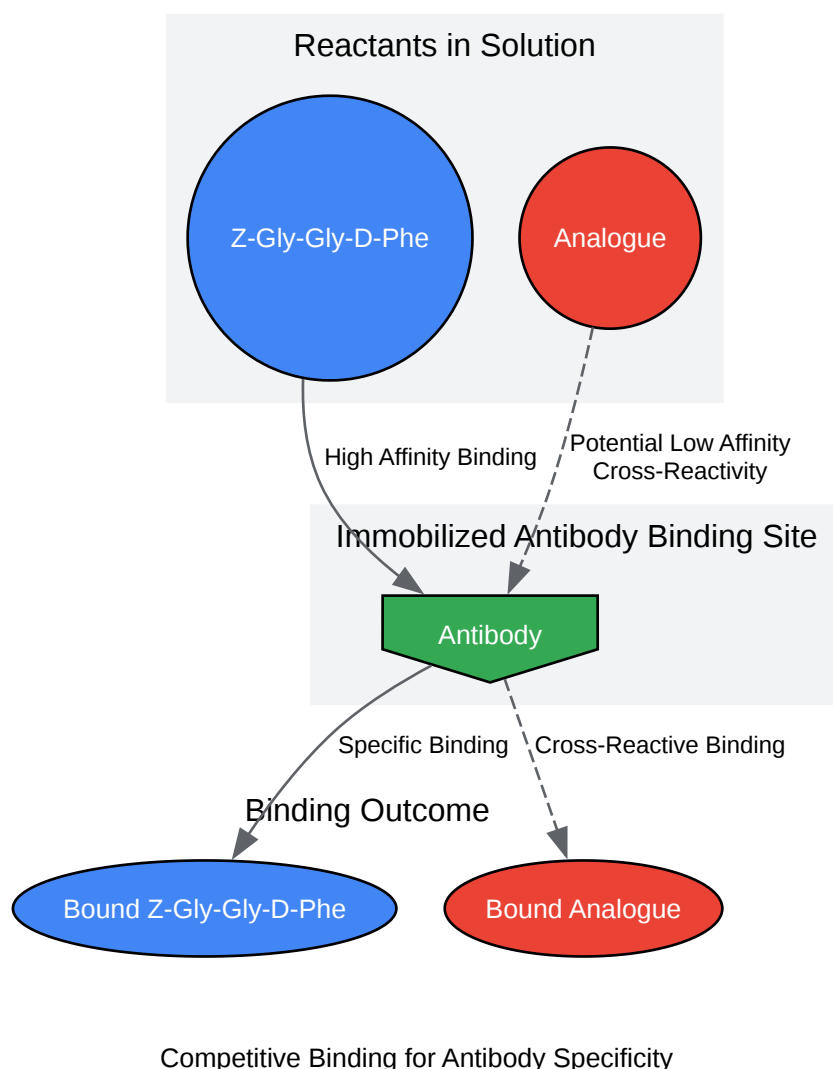 Reactants in Solution
Z-Gly-Gly-D-Phe
Analogue
High Affinity Binding
Potential Low Affinity
Cross-Reactivity
Immobilized Antibody Binding Site
Antibody
Specific Binding
Cross-Reactive Binding
Binding Outcome
Bound Z-Gly-Gly-D-Phe
Bound Analogue
Competitive Binding for Antibody Specificity